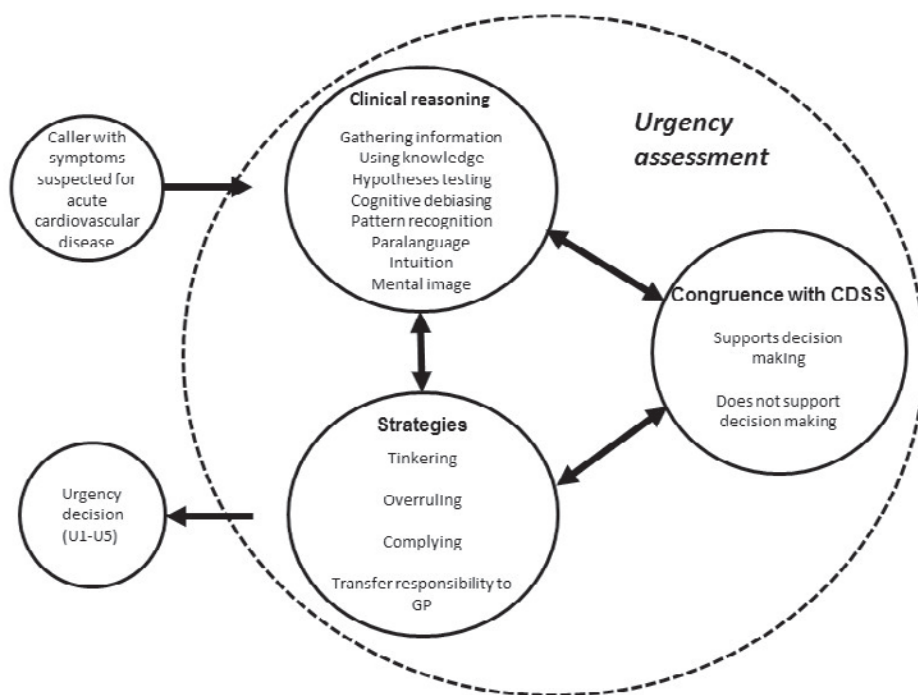 Caller with
symptoms
suspected for
acute
cardiovascular
disease
Clinical reasoning
Gathering information
Using knowledge
Hypotheses testing
Cognitive debiasing
Pattern recognition
Paralanguage
Intuition
Mental image
Urgency
assessment
Congruence with CDSS
Supports decision
making
Does not support
decision making
Strategies
Tinkering
Overruling
Complying
Transfer responsibility to
GP
Urgency
decision
(U1-U5)